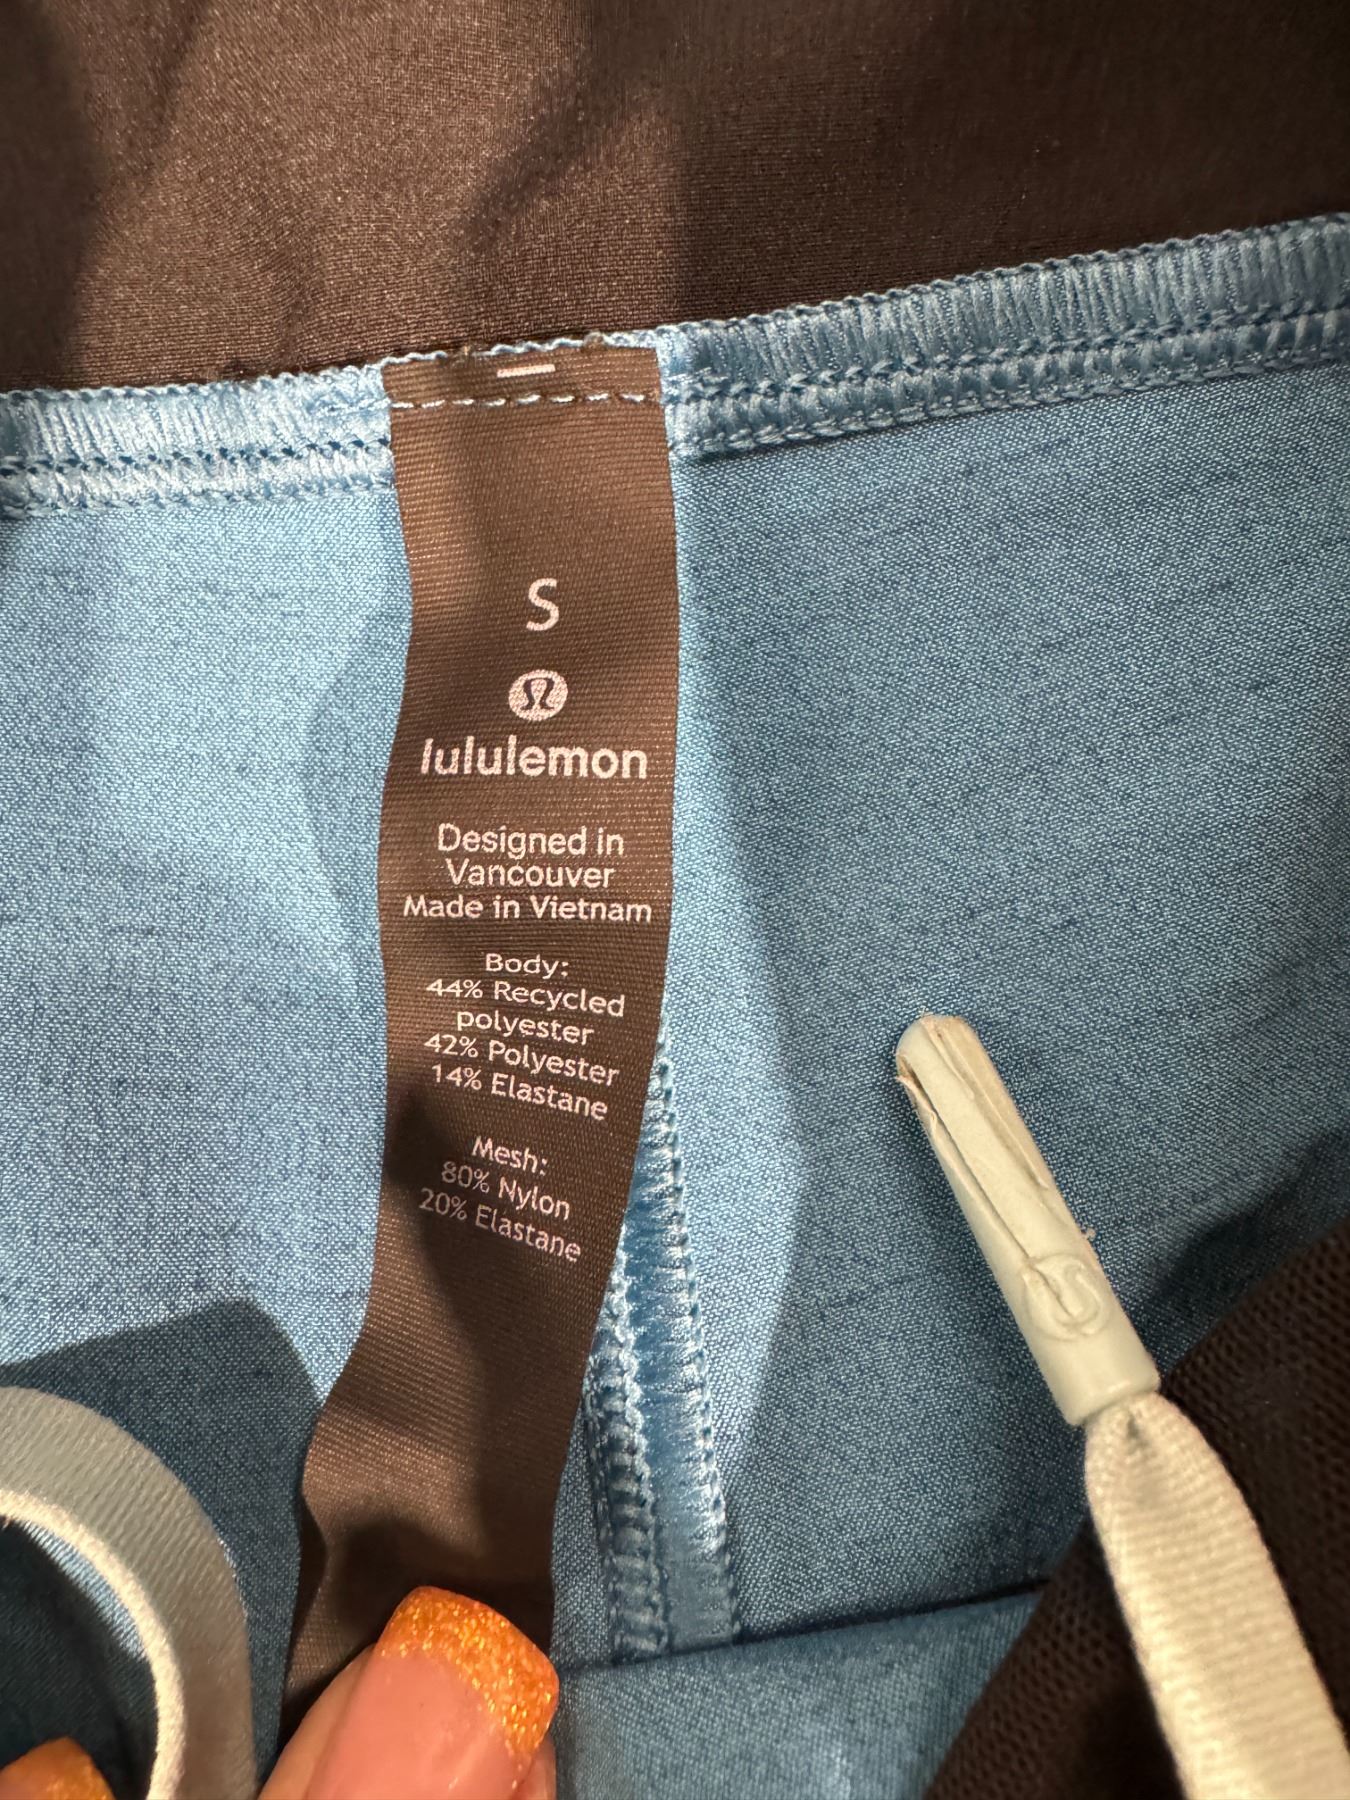 S
lululemon
Designed in
Vancouver
Made in Vietnam
Body:
44% Recycled
polyester
42% Polyester
14% Elastane
Mesh:
80% Nylon
20% Elastane